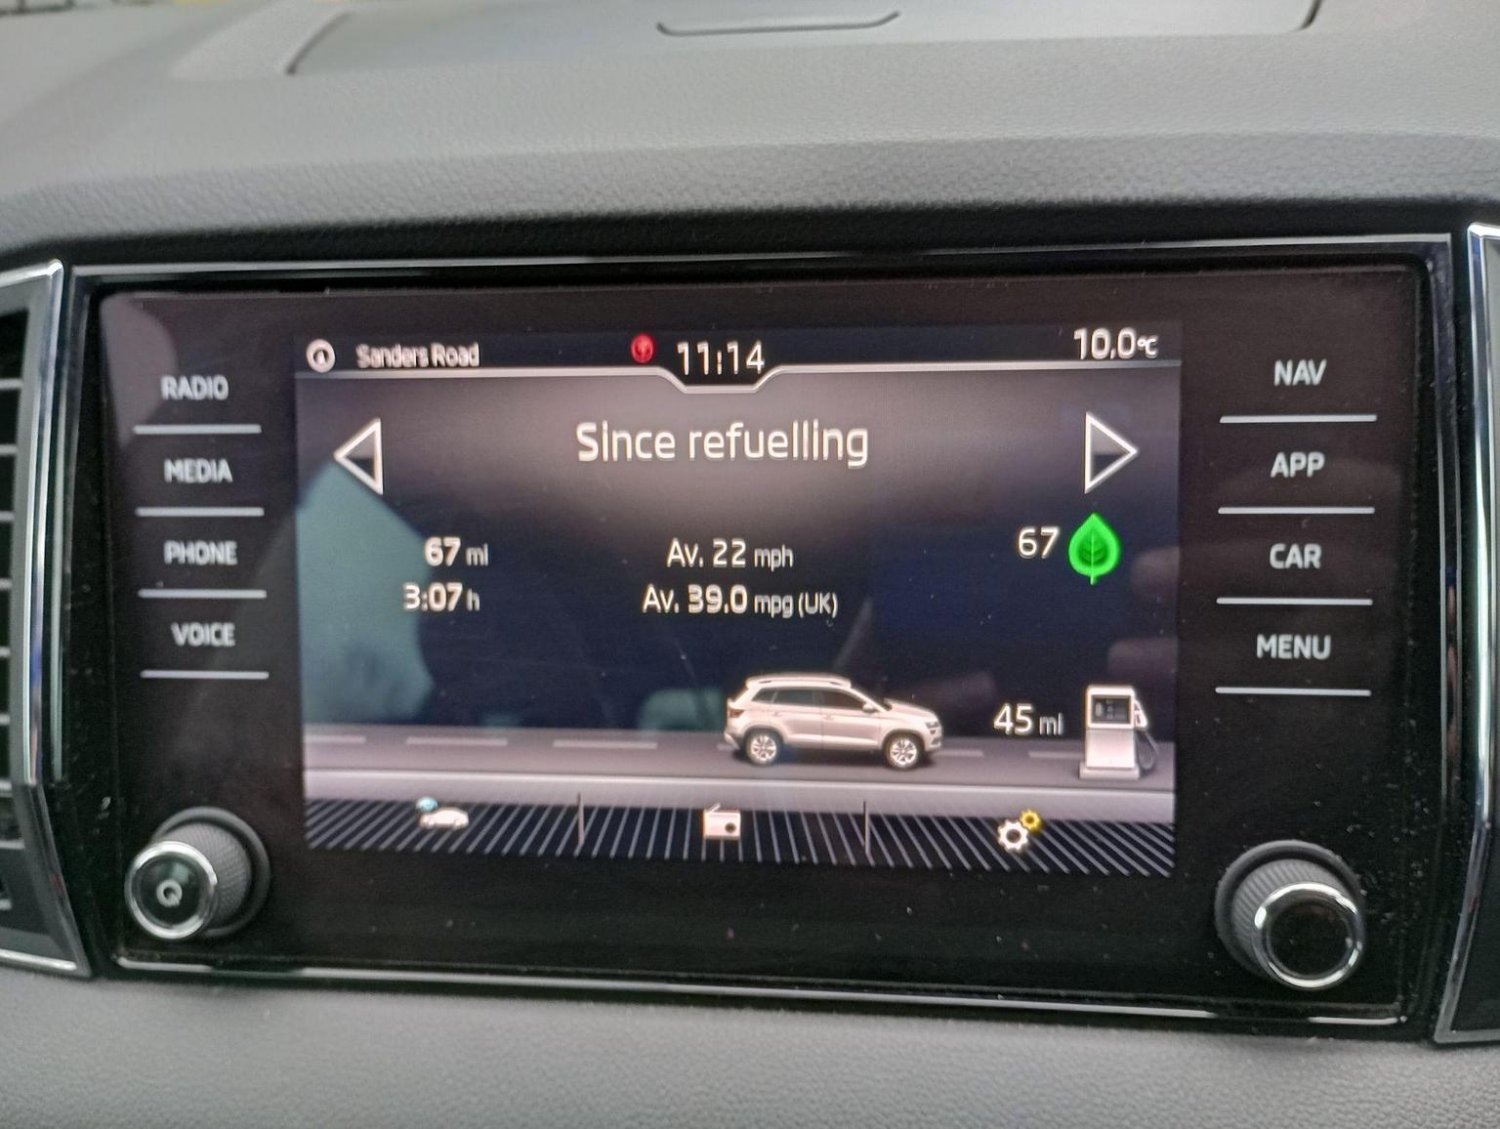 Sanders Road
11:14
10,0°C
RADIO
MEDIA
PHONE
VOICE
Since refuelling
67 mi
3:07 h
Av. 22 mph
Av. 39.0 mpg (UK)
67
45 mi
NAV
APP
CAR
MENU